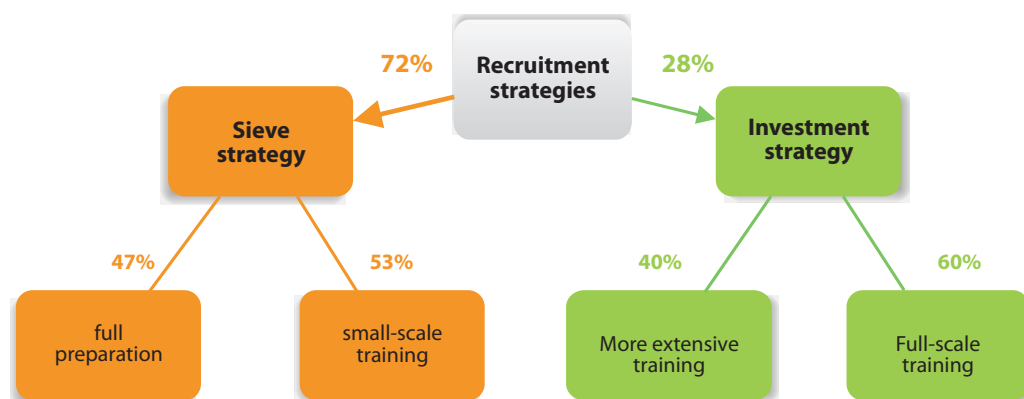 72%
Recruitment
strategies
28%
Sieve
strategy
Investment
strategy
47%
53%
40%
60%
full
preparation
small-scale
training
More extensive
training
Full-scale
training